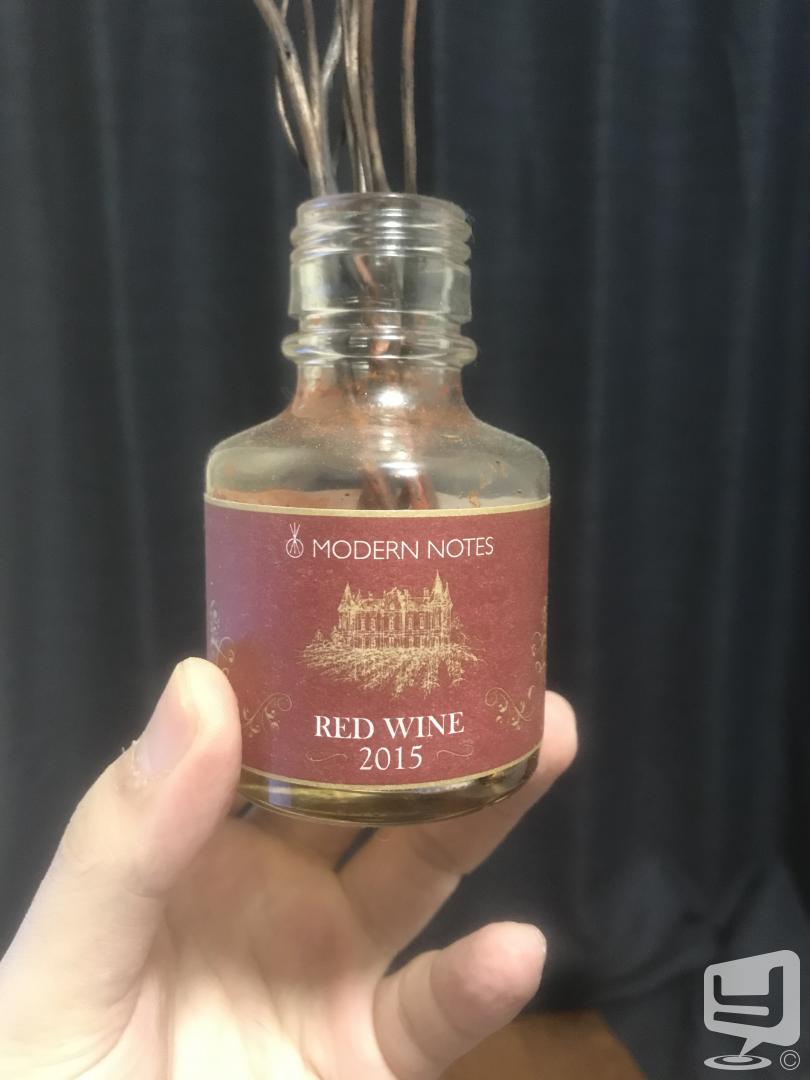 MODERN NOTES
RED WINE
2015
©